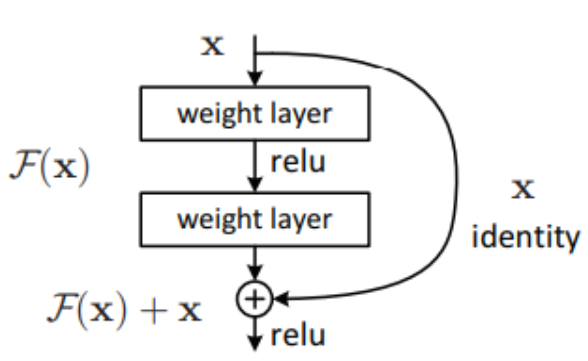 x
weight layer
relu
F(x)
weight layer
x
identity
F(x) + x
+
relu